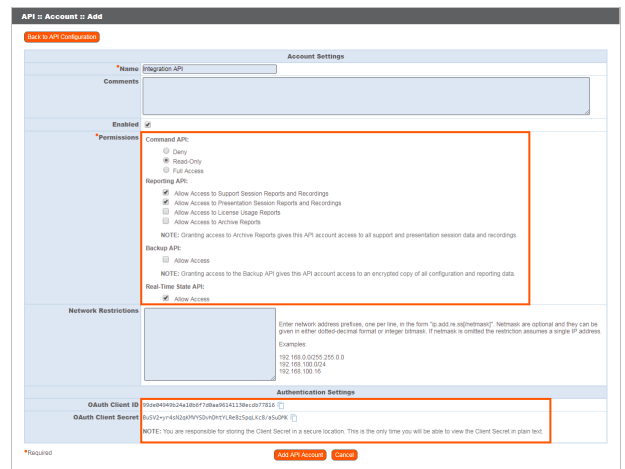 API :: Account :: Add
Back to API Configuration
Account Settings
*Name Integration API
Comments
Enabled
*Permissions
Command API:
Deny
Read-Only
Full Access
Reporting API:
Allow Access to Support Session Reports and Recordings
Allow Access to Presentation Session Reports and Recordings
Allow Access to License Usage Reports
Allow Access to Archive Reports
NOTE: Granting access to Archive Reports gives this API account access to all support and presentation session data and recordings.
Backup API:
Allow Access
NOTE: Granting access to the Backup API gives this API account access to an encrypted copy of all configuration and reporting data.
Real-Time State API:
Allow Access
Network Restrictions
Enter network address prefixes, one per line, in the form "ip.add.re.ss[/netmask]". Netmask are optional and they can be
given in either dotted-decimal format or integer bitmask. If netmask is omitted the restriction assumes a single IP address.
Examples:
192.168.0.0/255.255.0.0
192.168.100.0/24
192.168.100.16
Authentication Settings
OAuth Client ID
OAuth Client Secret
NOTE: You are responsible for storing the Client Secret in a secure location. This is the only time you will be able to view the Client Secret in plain text.
*Required
Add API Account Cancel